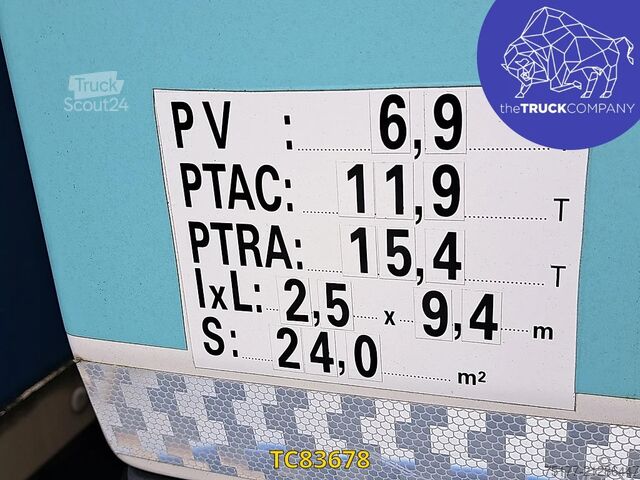 Truck
Scout24
theTRUCKCOMPANY
PV : 6,9
PTAC: 11,9 T
PTRA: 15,4 T
lxL: 2,5 x 9,4 m
S: 24,0 m²
TC83678